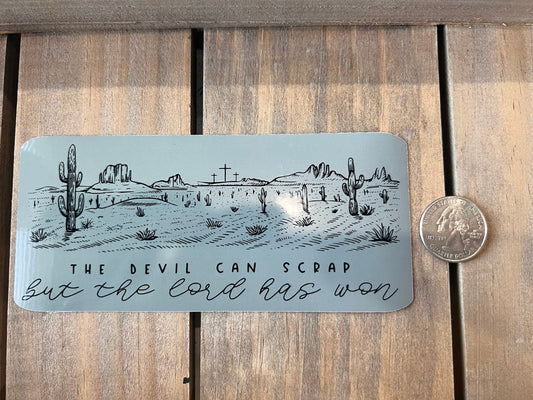 THE DEVIL CAN SCRAP
but the lord has won